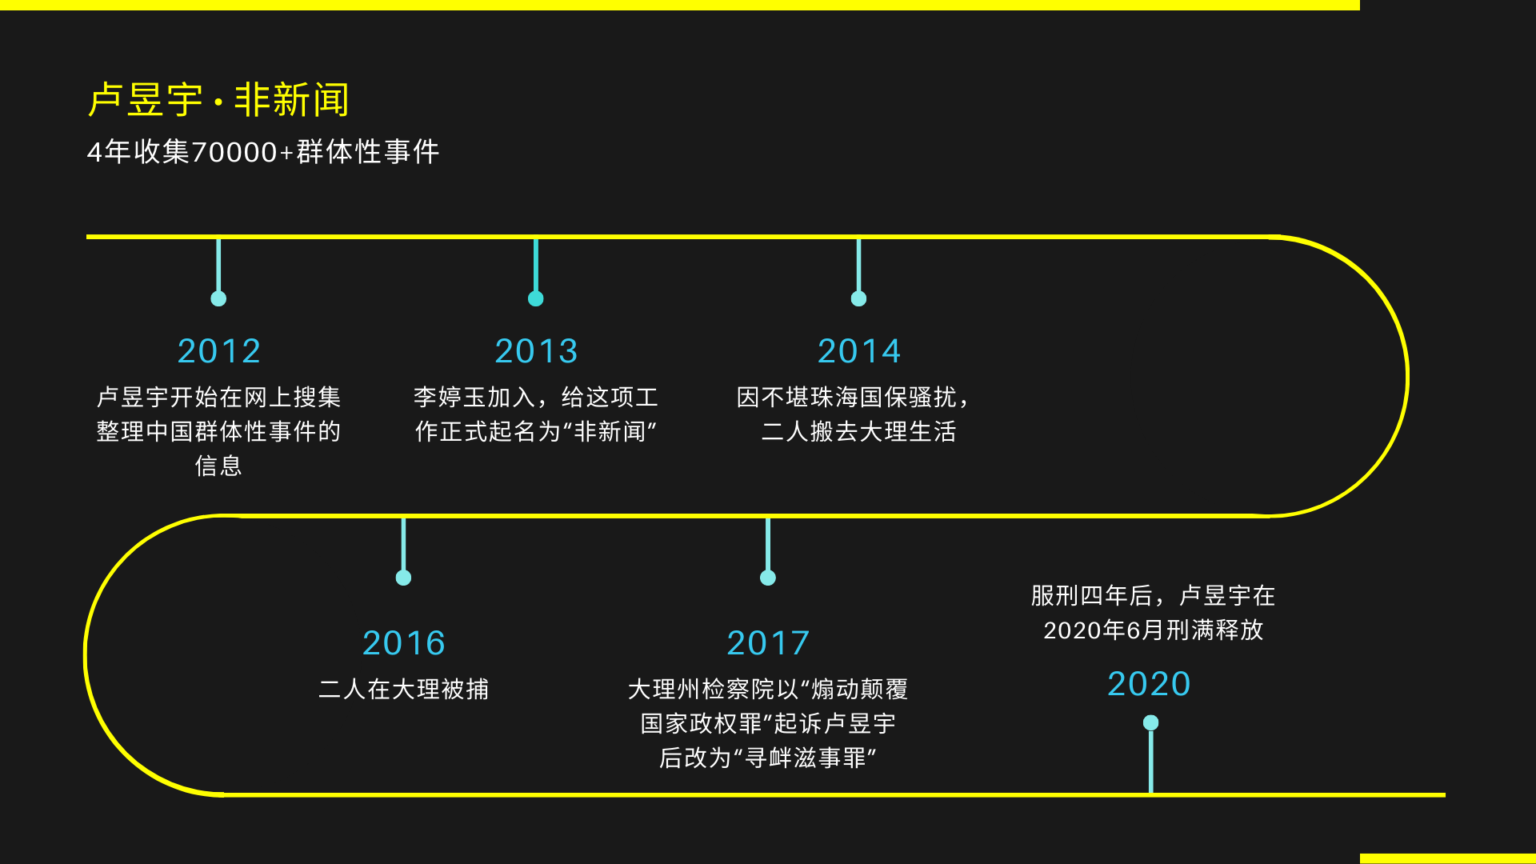 卢昱宇·非新闻
4年收集70000+群体性事件
2012
卢昱宇开始在网上搜集
整理中国群体性事件的
信息
2013
李婷玉加入，给这项工
作正式起名为“非新闻”
2014
因不堪珠海国保骚扰，
二人搬去大理生活
2016
二人在大理被捕
2017
大理州检察院以“煽动颠覆
国家政权罪”起诉卢昱宇
后改为“寻衅滋事罪”
服刑四年后，卢昱宇在
2020年6月刑满释放
2020